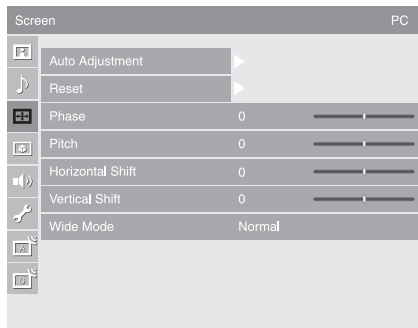 Screen PC
Auto Adjustment
Reset
Phase 0
Pitch 0
Horizontal Shift 0
Vertical Shift 0
Wide Mode Normal
A